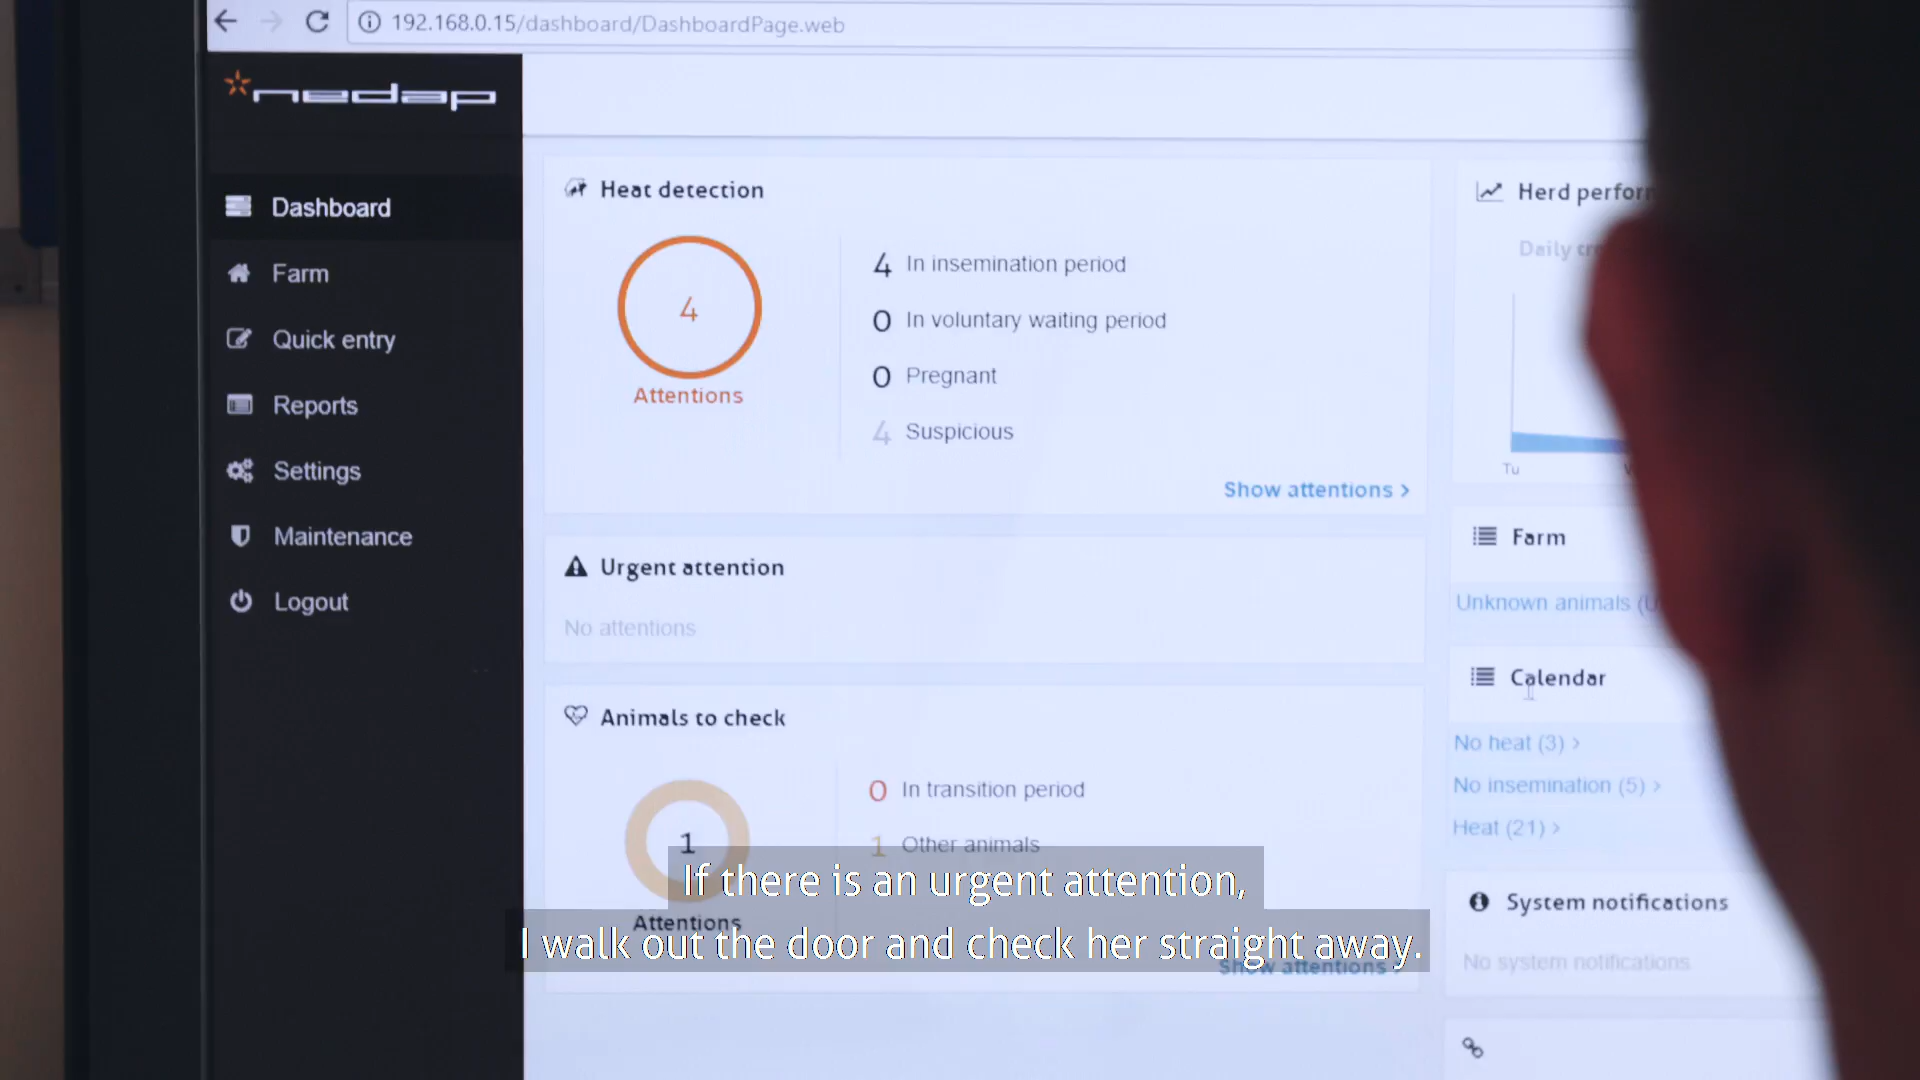 192.168.0.15/dashboard/DashboardPage.web
nedap
Dashboard
Farm
Quick entry
Reports
Settings
Maintenance
Logout
Heat detection
4
Attentions
4 In insemination period
0 In voluntary waiting period
0 Pregnant
4 Suspicious
Show attentions >
Urgent attention
No attentions
Animals to check
1
Attentions
0 In transition period
1 Other animals
Show attentions >
Herd
Daily
Tu
Farm
Unknown animals
Calendar
No heat (3) >
No insemination (5) >
Heat (21) >
System notifications
No system notifications
If there is an urgent attention,
I walk out the door and check her straight away.